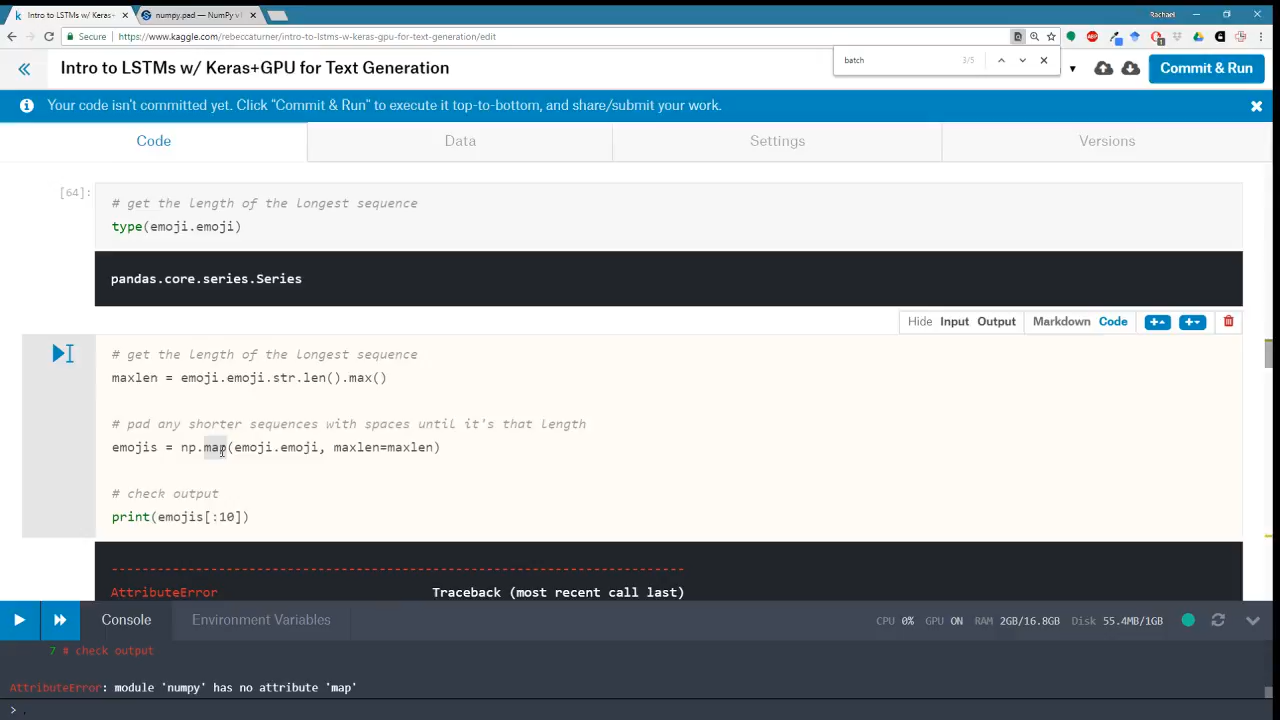 Intro to LSTMs w/ Keras+
numpy.pad — NumPy v
Rachael
Secure
https://www.kaggle.com/rebeccaturner/intro-to-lstms-w-keras-gpu-for-text-generation/edit
batch
3/5
Intro to LSTMs w/ Keras+GPU for Text Generation
Commit & Run
Your code isn't committed yet. Click "Commit & Run" to execute it top-to-bottom, and share/submit your work.
Code
Data
Settings
Versions
[64]:
# get the length of the longest sequence
type(emoji.emoji)
pandas.core.series.Series
Hide Input Output Markdown Code
# get the length of the longest sequence
maxlen = emoji.emoji.str.len().max()
# pad any shorter sequences with spaces until it's that length
emojis = np.map(emoji.emoji, maxlen=maxlen)
# check output
print(emojis[:10])
---------------------------------------------------------------------------
AttributeError Traceback (most recent call last)
Console
Environment Variables
CPU 0% GPU ON RAM 2GB/16.8GB Disk 55.4MB/1GB
7 # check output
AttributeError: module 'numpy' has no attribute 'map'
> .